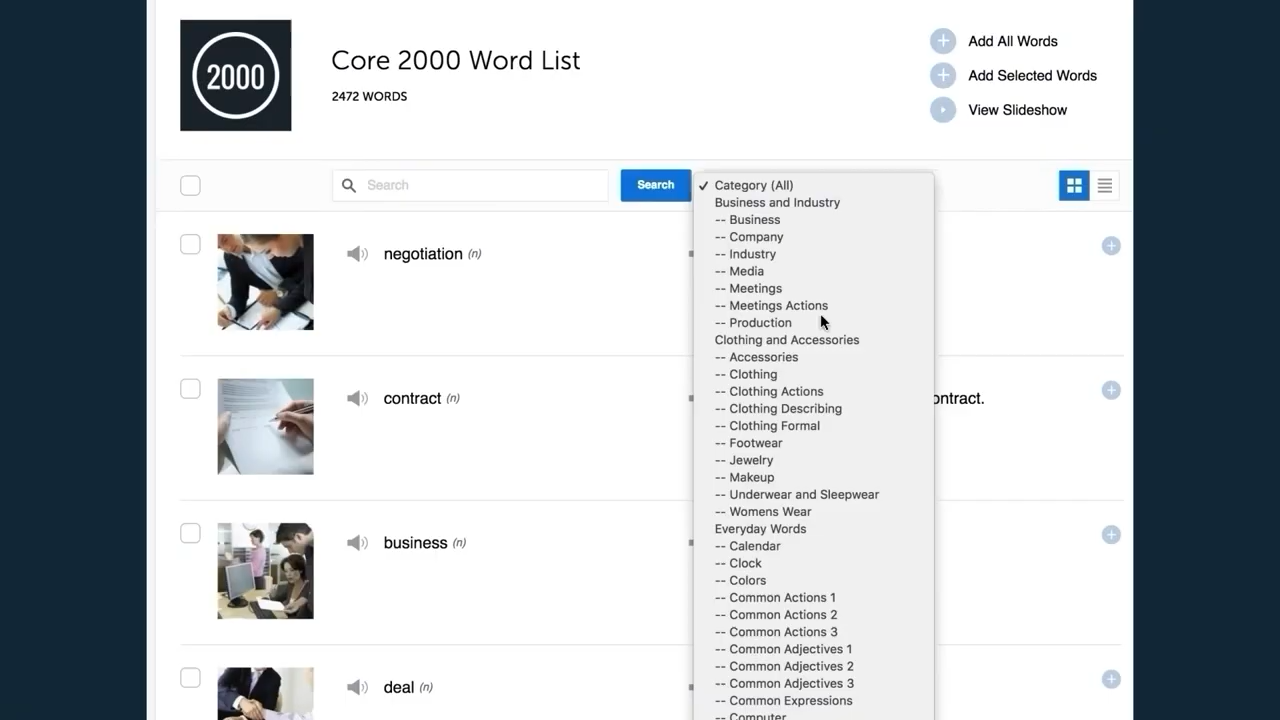 2000
Core 2000 Word List
2472 WORDS
Add All Words
Add Selected Words
View Slideshow
Search
Search
✓ Category (All)
Business and Industry
-- Business
-- Company
-- Industry
-- Media
-- Meetings
-- Meetings Actions
-- Production
Clothing and Accessories
-- Accessories
-- Clothing
-- Clothing Actions
-- Clothing Describing
-- Clothing Formal
-- Footwear
-- Jewelry
-- Makeup
-- Underwear and Sleepwear
-- Womens Wear
Everyday Words
-- Calendar
-- Clock
-- Colors
-- Common Actions 1
-- Common Actions 2
-- Common Actions 3
-- Common Adjectives 1
-- Common Adjectives 2
-- Common Adjectives 3
-- Common Expressions
-- Computer
negotiation (n)
contract (n)
ontract.
business (n)
deal (n)